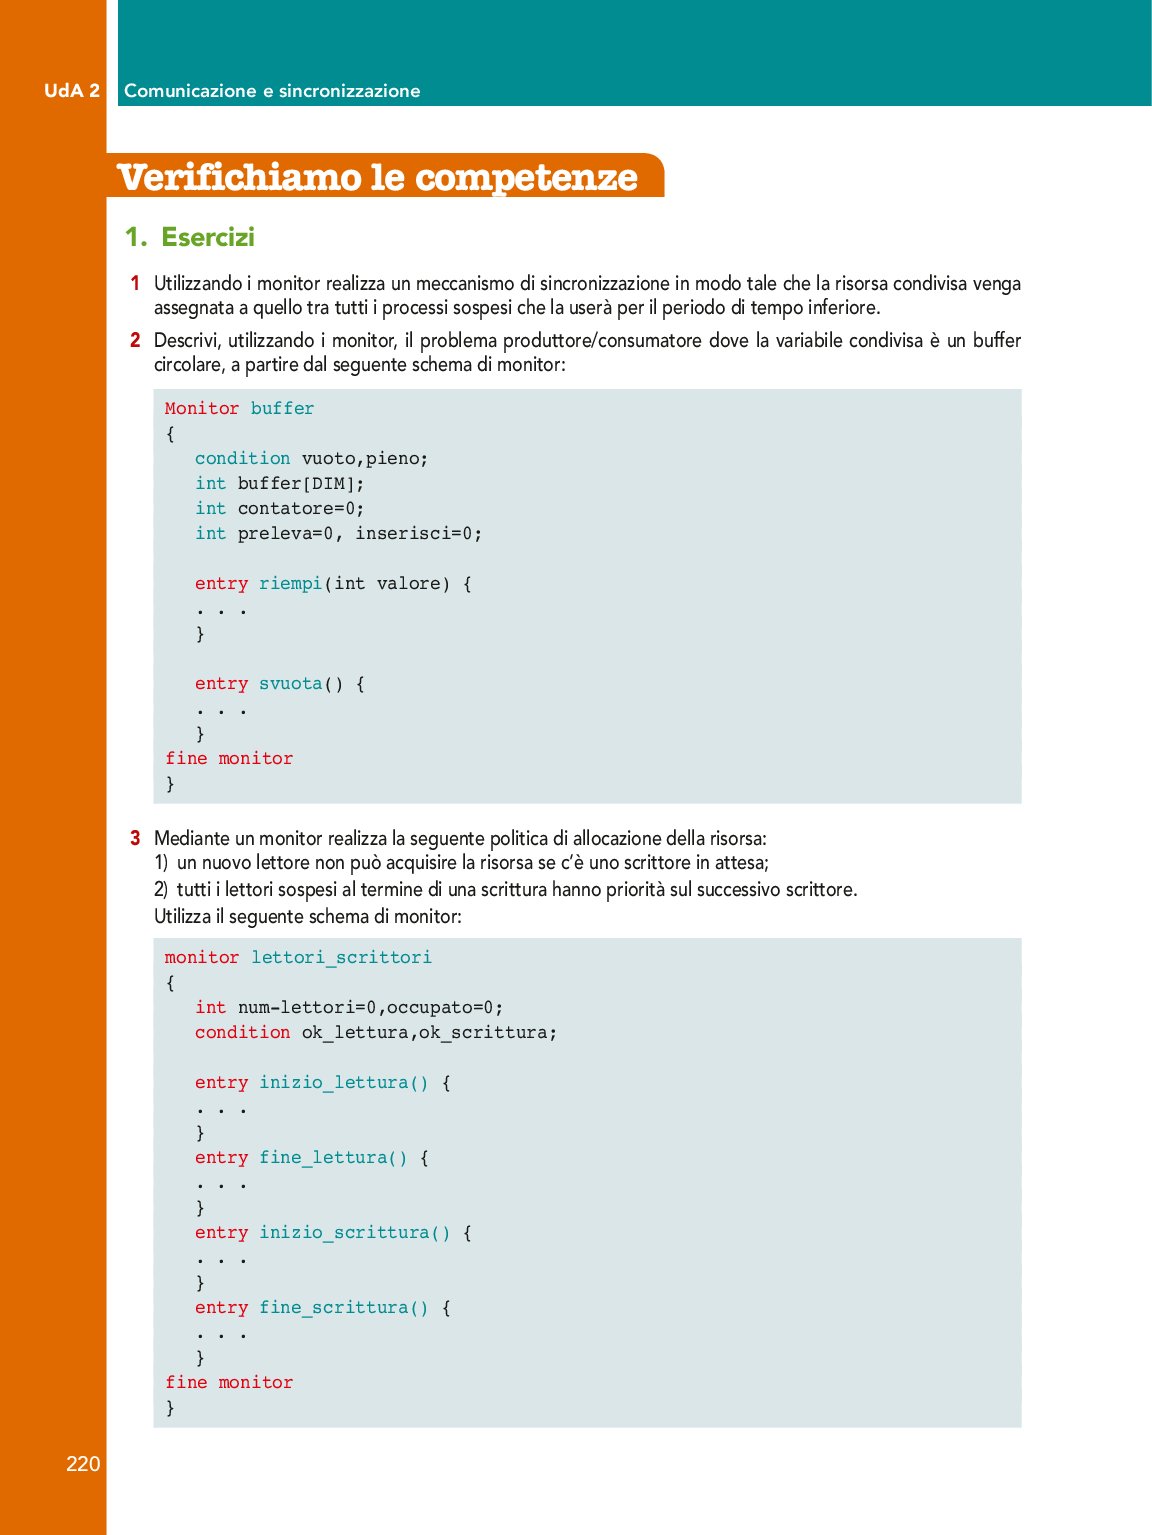 UdA 2 Comunicazione e sincronizzazione
Verifichiamo le competenze
1. Esercizi
1 Utilizzando i monitor realizza un meccanismo di sincronizzazione in modo tale che la risorsa condivisa venga
assegnata a quello tra tutti i processi sospesi che la userà per il periodo di tempo inferiore.
2 Descrivi, utilizzando i monitor, il problema produttore/consumatore dove la variabile condivisa è un buffer
circolare, a partire dal seguente schema di monitor:
Monitor buffer
{
condition vuoto,pieno;
int buffer[DIM];
int contatore=0;
int preleva=0, inserisci=0;
entry riempi(int valore) {
. . .
}
entry svuota() {
. . .
}
fine monitor
}
3 Mediante un monitor realizza la seguente politica di allocazione della risorsa:
1) un nuovo lettore non può acquisire la risorsa se c’è uno scrittore in attesa;
2) tutti i lettori sospesi al termine di una scrittura hanno priorità sul successivo scrittore.
Utilizza il seguente schema di monitor:
monitor lettori_scrittori
{
int num-lettori=0,occupato=0;
condition ok_lettura,ok_scrittura;
entry inizio_lettura() {
. . .
}
entry fine_lettura() {
. . .
}
entry inizio_scrittura() {
. . .
}
entry fine_scrittura() {
. . .
}
fine monitor
}
220